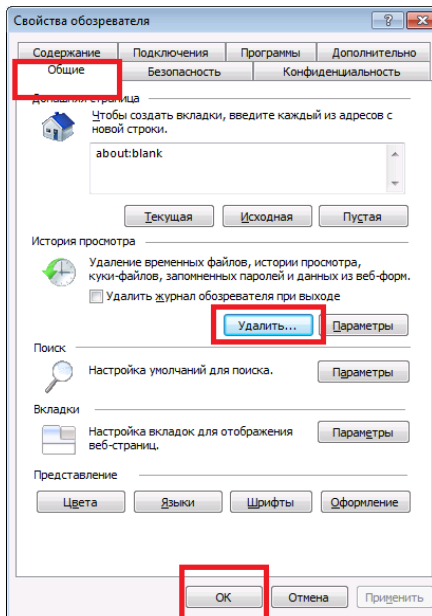 Свойства обозревателя
Содержание Подключения Программы Дополнительно
Общие Безопасность Конфиденциальность
Домашняя страница
Чтобы создать вкладки, введите каждый из адресов с
новой строки.
about:blank
Текущая Исходная Пустая
История просмотра
Удаление временных файлов, истории просмотра,
куки-файлов, запомненных паролей и данных из веб-форм.
Удалить журнал обозревателя при выходе
Удалить... Параметры
Поиск
Настройка умолчаний для поиска. Параметры
Вкладки
Настройка вкладок для отображения
веб-страниц. Параметры
Представление
Цвета Языки Шрифты Оформление
ОК Отмена Применить